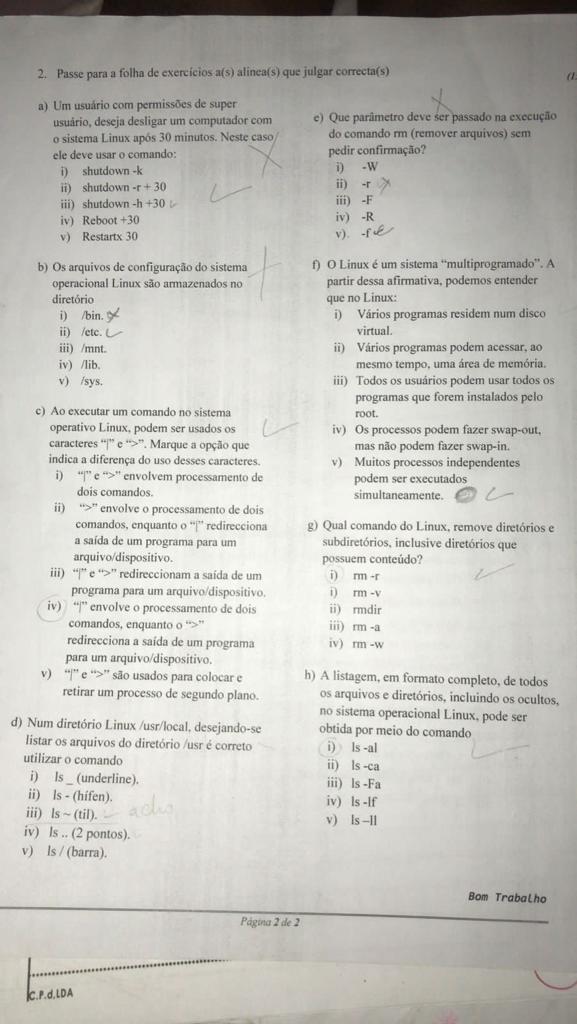 2. Passe para a folha de exercícios a(s) alinea(s) que julgar correcta(s)
a) Um usuário com permissões de super
usuário, deseja desligar um computador com
o sistema Linux após 30 minutos. Neste caso
ele deve usar o comando:
i) shutdown -k
ii) shutdown -r + 30
iii) shutdown -h +30
iv) Reboot +30
v) Restartx 30
b) Os arquivos de configuração do sistema
operacional Linux são armazenados no
diretório
i) /bin.
ii) /etc.
iii) /mnt.
iv) /lib.
v) /sys.
c) Ao executar um comando no sistema
operativo Linux, podem ser usados os
caracteres “|” e “>”. Marque a opção que
indica a diferença do uso desses caracteres.
i) “|” e “>” envolvem processamento de
dois comandos.
ii) “>” envolve o processamento de dois
comandos, enquanto o “|” redirecciona
a saída de um programa para um
arquivo/dispositivo.
iii) “|” e “>” redireccionam a saída de um
programa para um arquivo/dispositivo.
iv) “|” envolve o processamento de dois
comandos, enquanto o “>”
redirecciona a saída de um programa
para um arquivo/dispositivo.
v) “|” e “>” são usados para colocar e
retirar um processo de segundo plano.
d) Num diretório Linux /usr/local, desejando-se
listar os arquivos do diretório /usr é correto
utilizar o comando
i) ls _ (underline).
ii) ls - (hífen).
iii) ls ~ (til). acho
iv) ls .. (2 pontos).
v) ls / (barra).
e) Que parâmetro deve ser passado na execução
do comando rm (remover arquivos) sem
pedir confirmação?
i) -W
ii) -r
iii) -F
iv) -R
v). -f
f) O Linux é um sistema “multiprogramado”. A
partir dessa afirmativa, podemos entender
que no Linux:
i) Vários programas residem num disco
virtual.
ii) Vários programas podem acessar, ao
mesmo tempo, uma área de memória.
iii) Todos os usuários podem usar todos os
programas que forem instalados pelo
root.
iv) Os processos podem fazer swap-out,
mas não podem fazer swap-in.
v) Muitos processos independentes
podem ser executados
simultaneamente.
g) Qual comando do Linux, remove diretórios e
subdiretórios, inclusive diretórios que
possuem conteúdo?
i) rm -r
i) rm -v
ii) rmdir
iii) rm -a
iv) rm -w
h) A listagem, em formato completo, de todos
os arquivos e diretórios, incluindo os ocultos,
no sistema operacional Linux, pode ser
obtida por meio do comando
i) ls -al
ii) ls -ca
iii) ls -Fa
iv) ls -lf
v) ls –ll
Bom Trabalho
Página 2 de 2
C.P.d.LDA